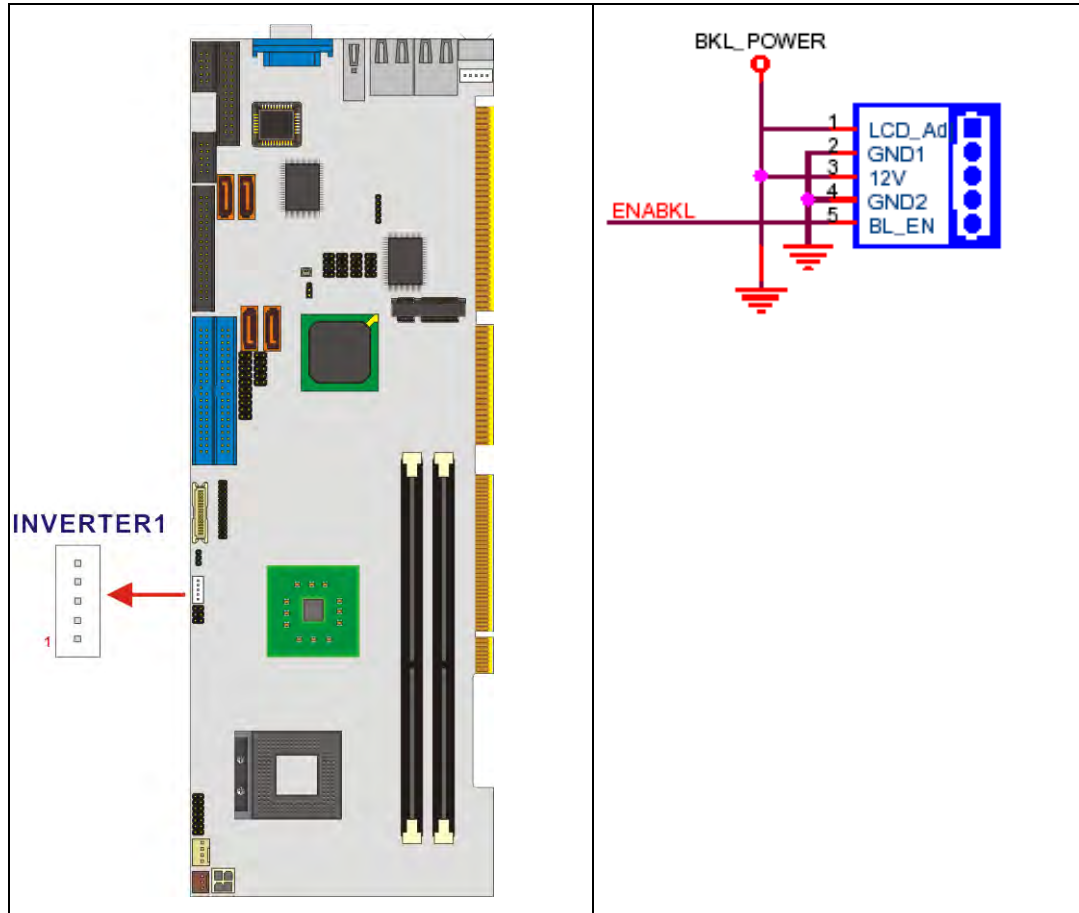 INVERTER1
1
BKL_POWER
1 LCD_Ad
2 GND1
3 12V
4 GND2
ENABKL 5 BL_EN